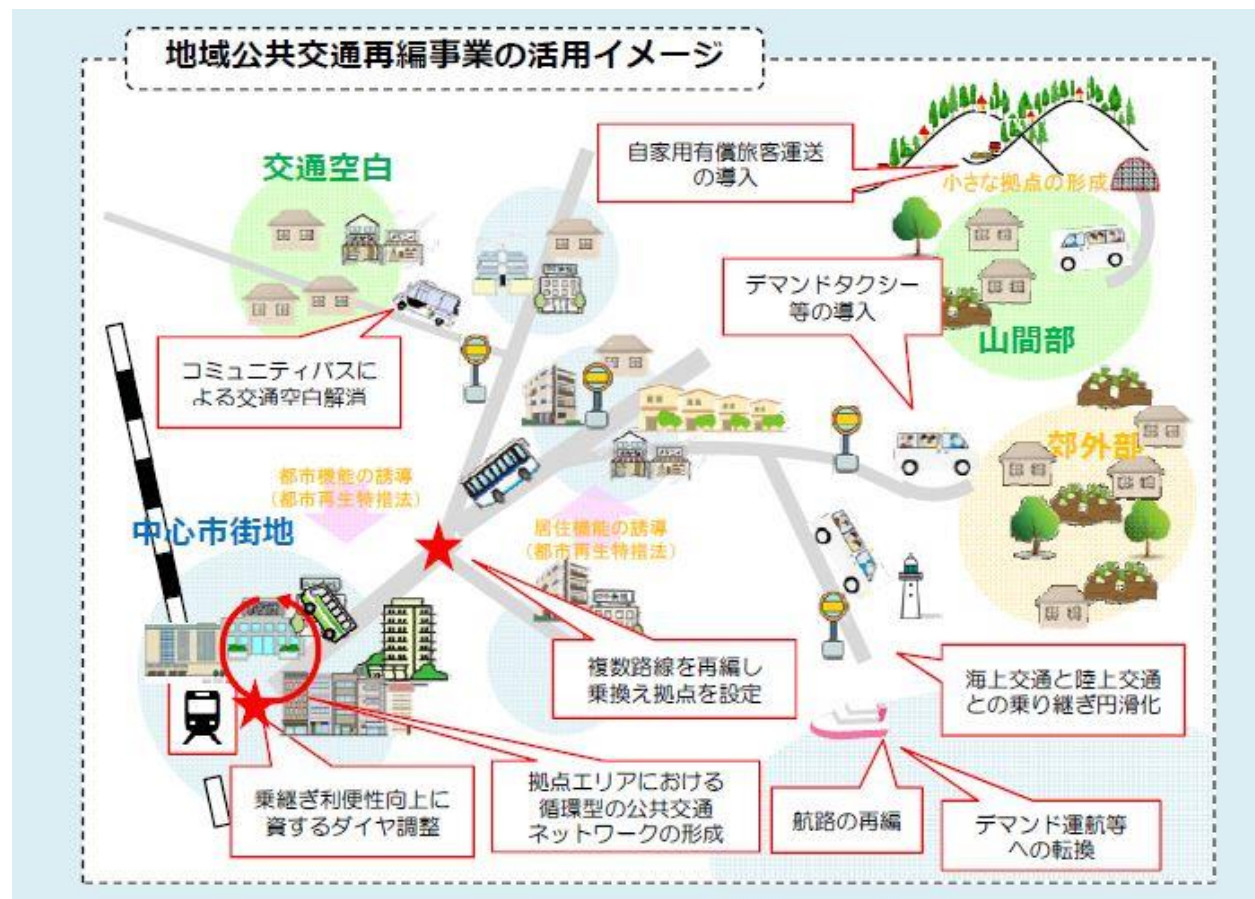 地域公共交通再編事業の活用イメージ
自家用有償旅客運送
の導入
小さな拠点の形成
交通空白
デマンドタクシー
等の導入
山間部
コミュニティバスに
よる交通空白解消
郊外部
都市機能の誘導
（都市再生特措法）
中心市街地
居住機能の誘導
（都市再生特措法）
複数路線を再編し
乗換え拠点を設定
海上交通と陸上交通
との乗り継ぎ円滑化
乗継ぎ利便性向上に
資するダイヤ調整
拠点エリアにおける
循環型の公共交通
ネットワークの形成
航路の再編
デマンド運航等
への転換